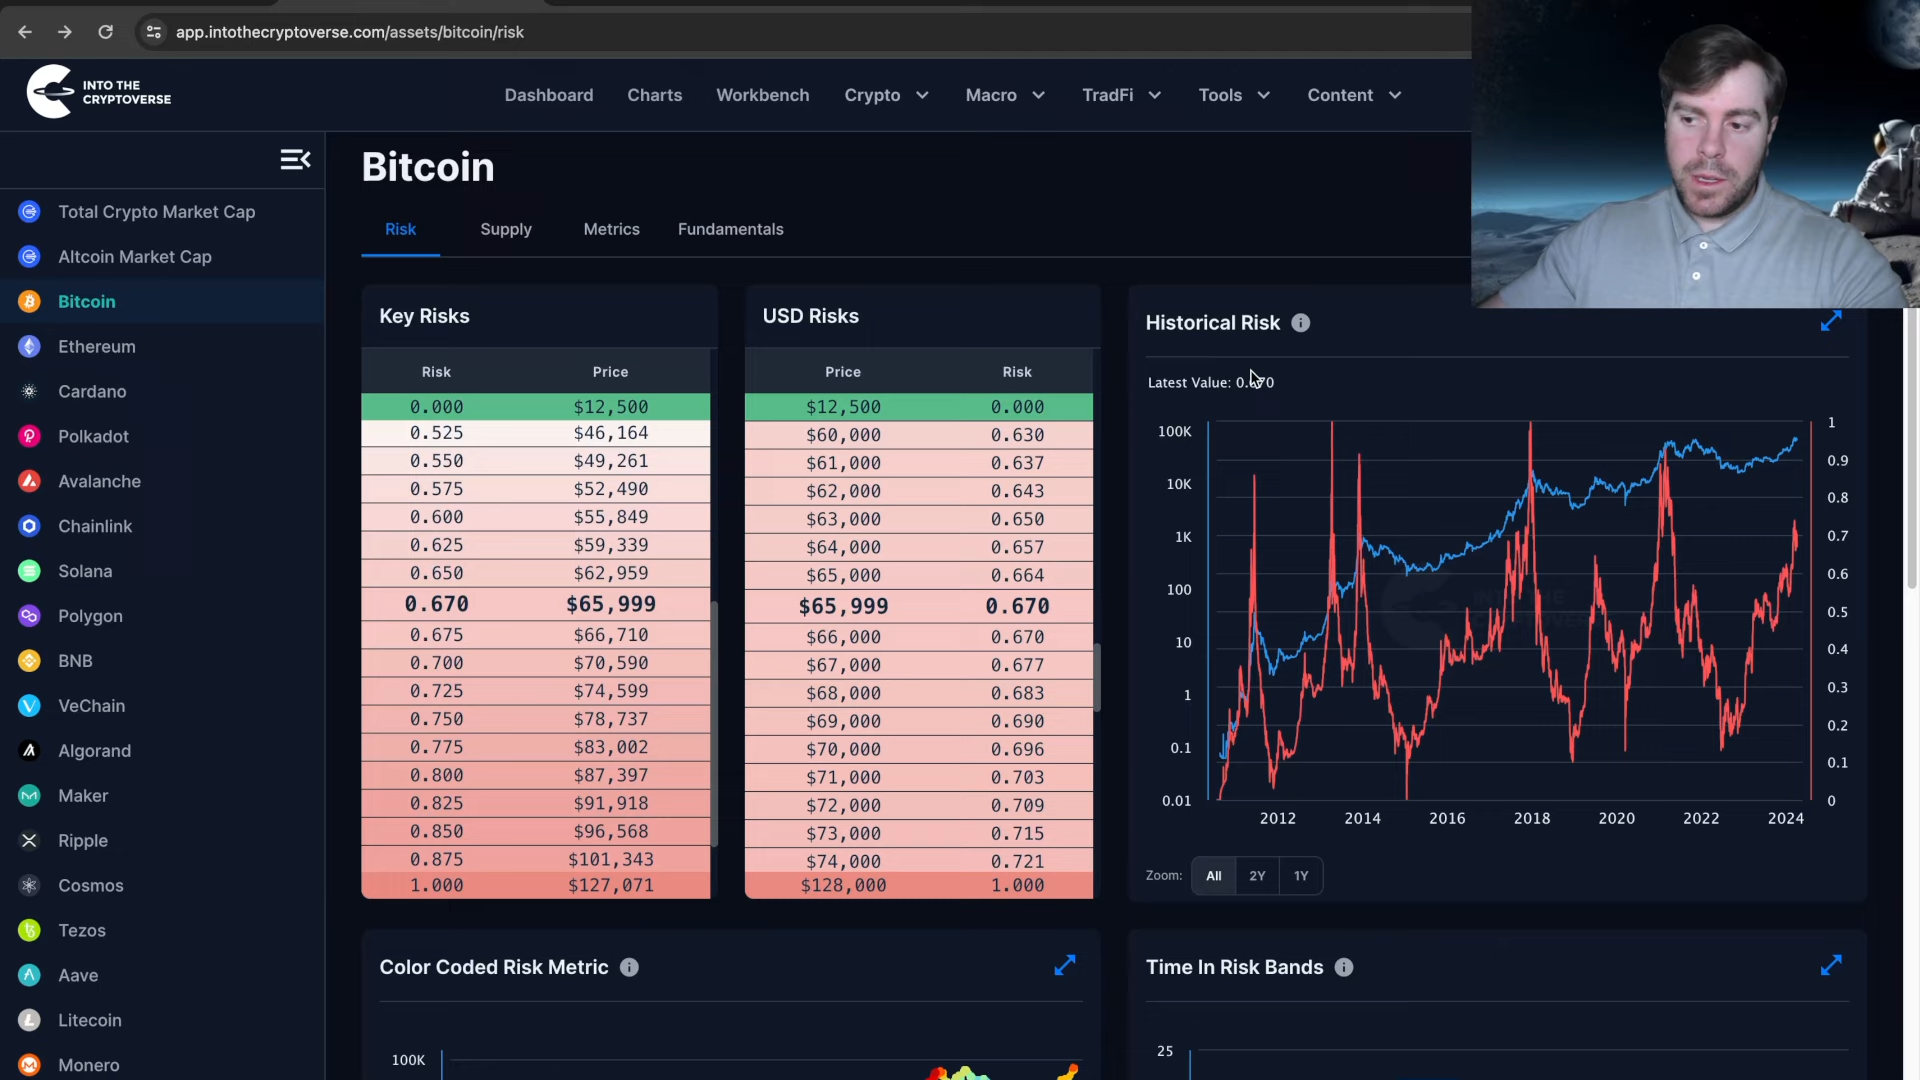 app.intothecryptoverse.com/assets/bitcoin/risk
INTO THE
CRYPTOVERSE
Dashboard
Charts
Workbench
Crypto
Macro
TradFi
Tools
Content
Total Crypto Market Cap
Altcoin Market Cap
Bitcoin
Ethereum
Cardano
Polkadot
Avalanche
Chainlink
Solana
Polygon
BNB
VeChain
Algorand
Maker
Ripple
Cosmos
Tezos
Aave
Litecoin
Monero
Bitcoin
Risk
Supply
Metrics
Fundamentals
Key Risks
Risk Price
0.000 $12,500
0.525 $46,164
0.550 $49,261
0.575 $52,490
0.600 $55,849
0.625 $59,339
0.650 $62,959
0.670 $65,999
0.675 $66,710
0.700 $70,590
0.725 $74,599
0.750 $78,737
0.775 $83,002
0.800 $87,397
0.825 $91,918
0.850 $96,568
0.875 $101,343
1.000 $127,071
USD Risks
Price Risk
$12,500 0.000
$60,000 0.630
$61,000 0.637
$62,000 0.643
$63,000 0.650
$64,000 0.657
$65,000 0.664
$65,999 0.670
$66,000 0.670
$67,000 0.677
$68,000 0.683
$69,000 0.690
$70,000 0.696
$71,000 0.703
$72,000 0.709
$73,000 0.715
$74,000 0.721
$128,000 1.000
Historical Risk
Latest Value: 0.670
100K
10K
1K
100
10
1
0.1
0.01
1
0.9
0.8
0.7
0.6
0.5
0.4
0.3
0.2
0.1
0
INTO THE
CRYPTOVERSE
2012 2014 2016 2018 2020 2022 2024
Zoom: All 2Y 1Y
Color Coded Risk Metric
100K
Time In Risk Bands
25